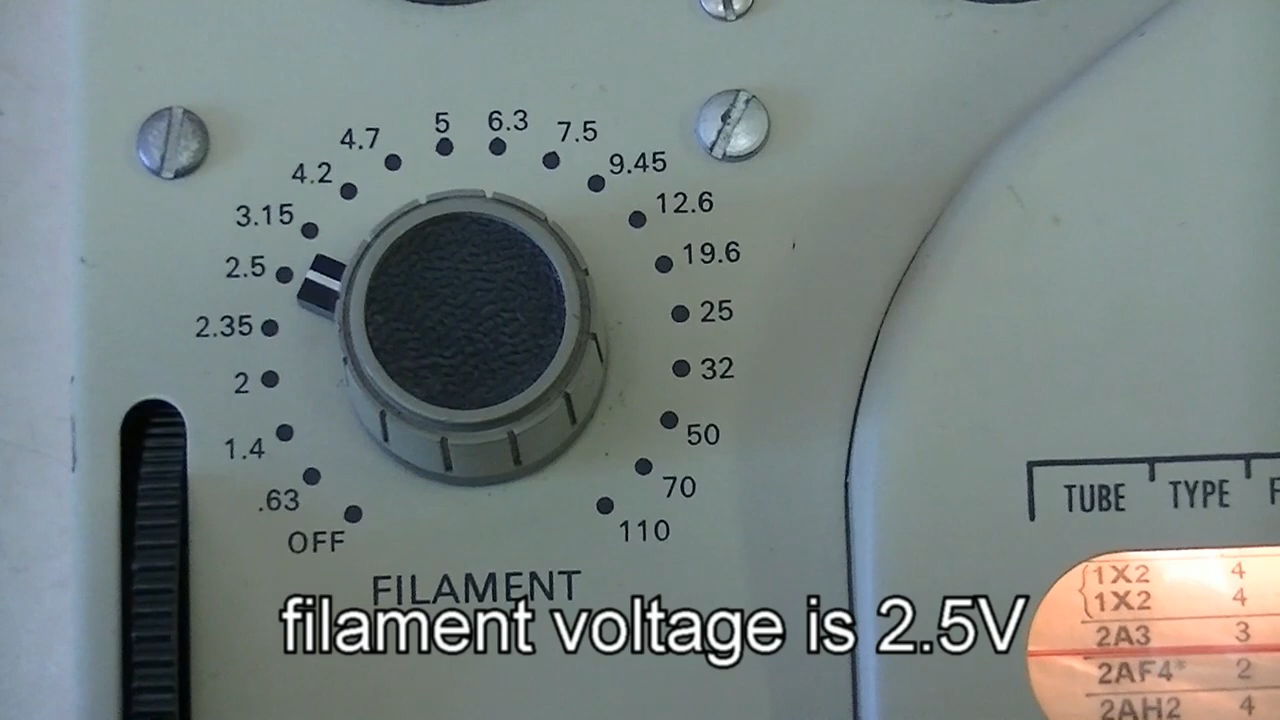 5
6.3
4.7
7.5
4.2
9.45
3.15
12.6
2.5
19.6
2.35
25
2
32
1.4
50
.63
70
OFF
110
FILAMENT
filament voltage is 2.5V
TUBE TYPE F
1X2 4
1X2 4
2A3 3
2AF4* 2
2AH2 4